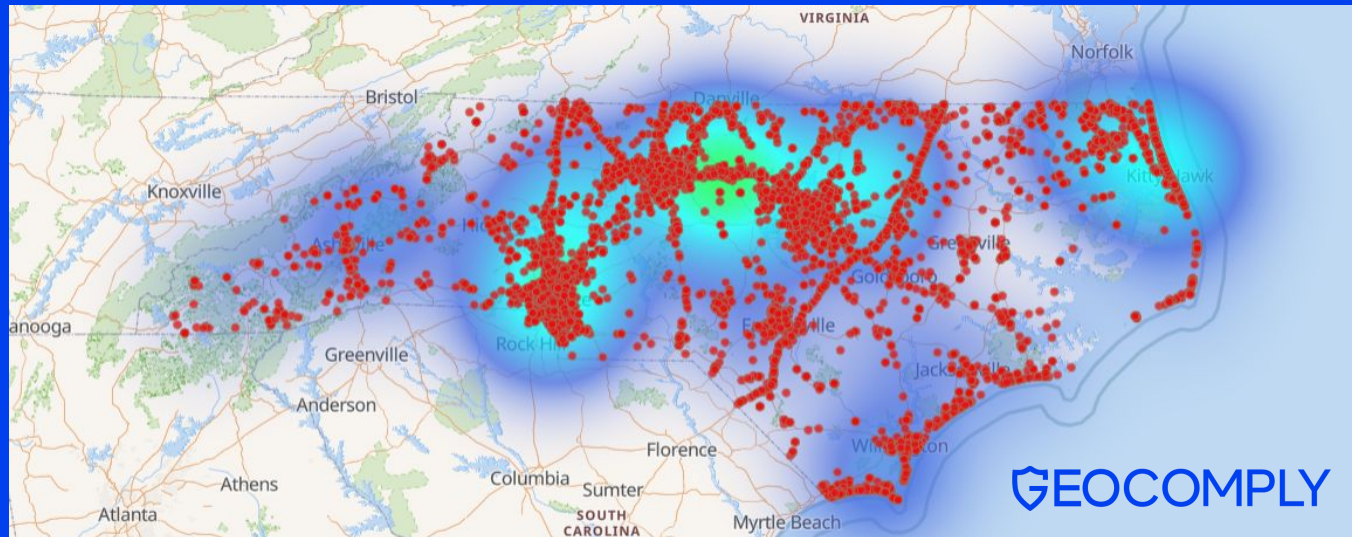 VIRGINIA
Norfolk
Bristol
Danville
Knoxville
Kitty Hawk
Asheville
Greenville
Goldsboro
anooga
Rock Hill
Greenville
Jacksonville
Anderson
Florence
Wilmington
Columbia
Athens
Sumter
Atlanta
SOUTH
CAROLINA
Myrtle Beach
GEOCOMPLY